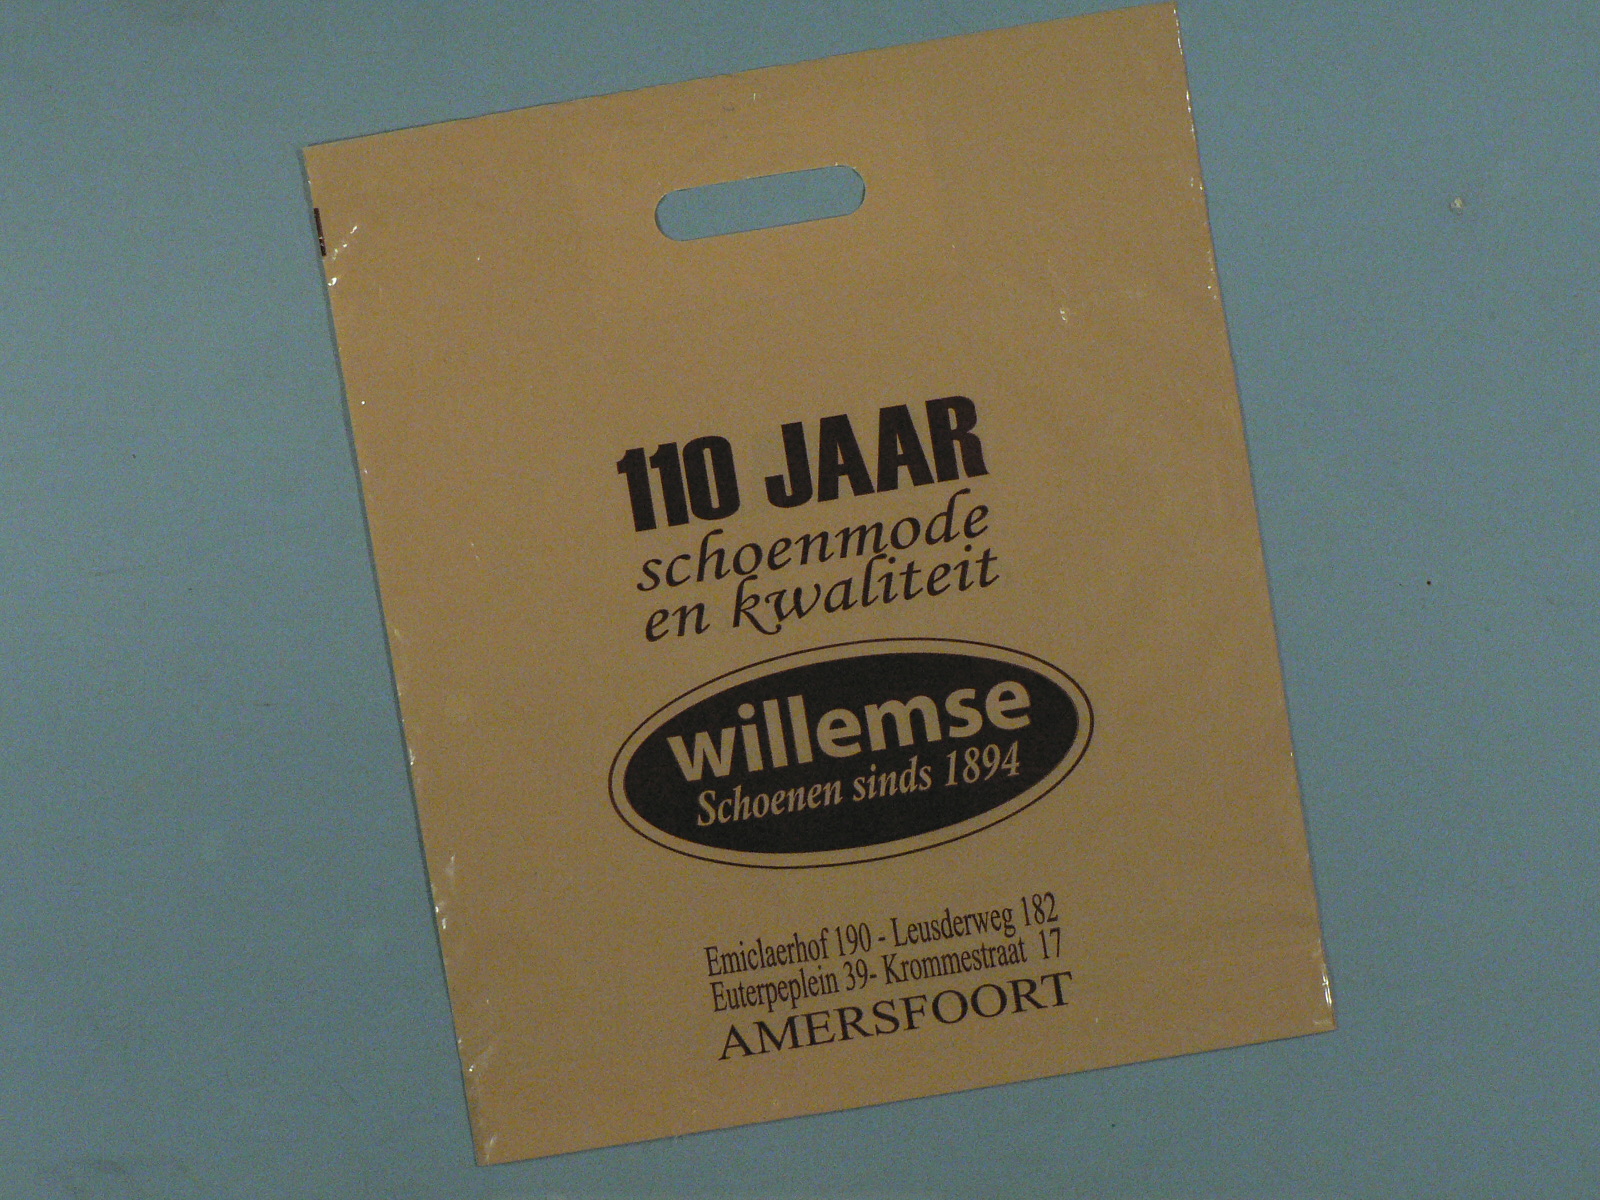 110 JAAR
schoenmode
en kwaliteit
willemse
Schoenen sinds 1894
Emiclaerhof 190 - Leusderweg 182
Euterpeplein 39- Krommestraat 17
AMERSFOORT